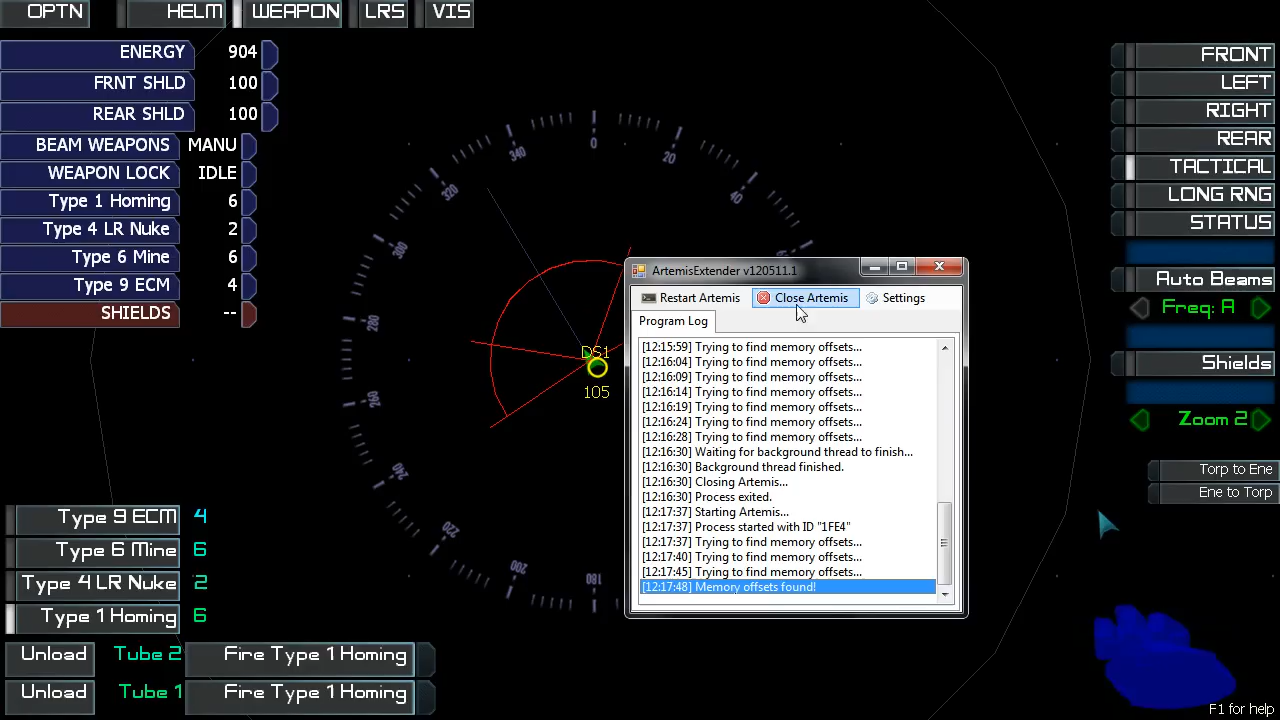 OPTN HELM WEAPON LRS VIS
ENERGY 904
FRNT SHLD 100
REAR SHLD 100
BEAM WEAPONS MANU
WEAPON LOCK IDLE
Type 1 Homing 6
Type 4 LR Nuke 2
Type 6 Mine 6
Type 9 ECM 4
SHIELDS --
340 0 20
320 40
300
280
260
240
220
200 180
DS1
105
FRONT
LEFT
RIGHT
REAR
TACTICAL
LONG RNG
STATUS
Auto Beams
Freq: A
Shields
Zoom 2
Torp to Ene
Ene to Torp
ArtemisExtender v120511.1
Restart Artemis Close Artemis Settings
Program Log
[12:15:59] Trying to find memory offsets...
[12:16:04] Trying to find memory offsets...
[12:16:09] Trying to find memory offsets...
[12:16:14] Trying to find memory offsets...
[12:16:19] Trying to find memory offsets...
[12:16:24] Trying to find memory offsets...
[12:16:28] Trying to find memory offsets...
[12:16:30] Waiting for background thread to finish...
[12:16:30] Background thread finished.
[12:16:30] Closing Artemis...
[12:16:30] Process exited.
[12:17:37] Starting Artemis...
[12:17:37] Process started with ID "1FE4"
[12:17:37] Trying to find memory offsets...
[12:17:40] Trying to find memory offsets...
[12:17:45] Trying to find memory offsets...
[12:17:48] Memory offsets found!
Type 9 ECM 4
Type 6 Mine 6
Type 4 LR Nuke 2
Type 1 Homing 6
Unload Tube 2 Fire Type 1 Homing
Unload Tube 1 Fire Type 1 Homing
F1 for help